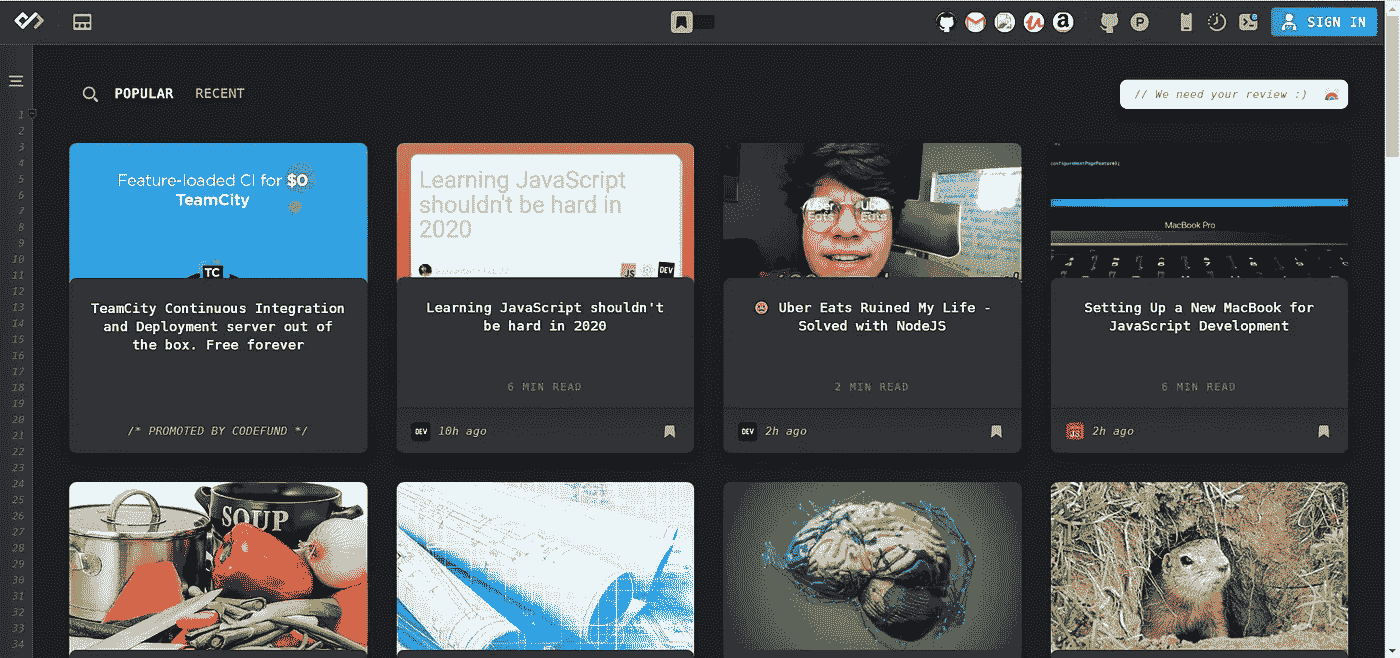 SIGN IN
POPULAR RECENT
// We need your review :)
1
2
3
4
5
6
7
8
9
10
11
12
13
14
15
16
17
18
19
20
21
22
23
24
25
26
27
28
29
30
31
32
33
34
Feature-loaded CI for $0
TeamCity
TC
TeamCity Continuous Integration
and Deployment server out of
the box. Free forever
/* PROMOTED BY CODEFUND */
Learning JavaScript
shouldn't be hard in
2020
JS DEV
Learning JavaScript shouldn't
be hard in 2020
6 MIN READ
DEV 10h ago
Uber Eats
Uber Eats
Uber Eats Ruined My Life -
Solved with NodeJS
2 MIN READ
DEV 2h ago
MacBook Pro
Setting Up a New MacBook for
JavaScript Development
6 MIN READ
JS 2h ago
SOUP